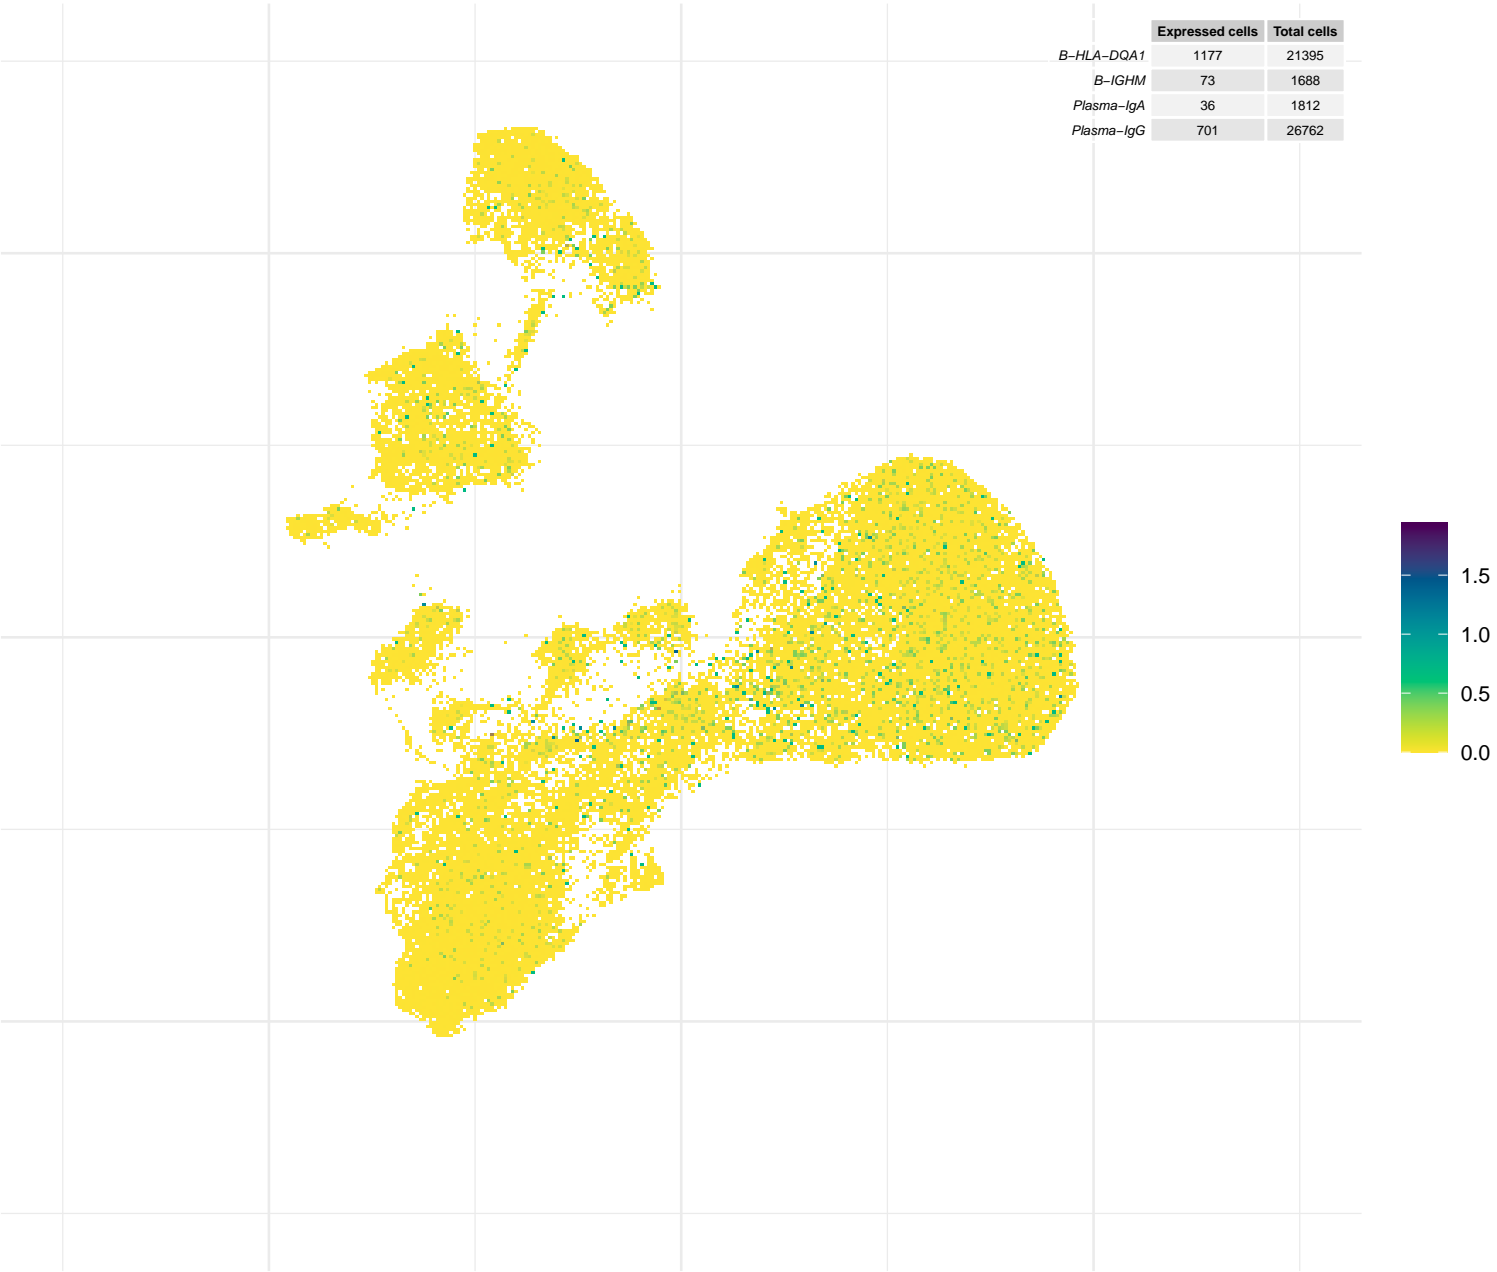 Expressed cells Total cells
B−HLA−DQA1 1177 21395
B−IGHM 73 1688
Plasma−IgA 36 1812
Plasma−IgG 701 26762
1.5
1.0
0.5
0.0